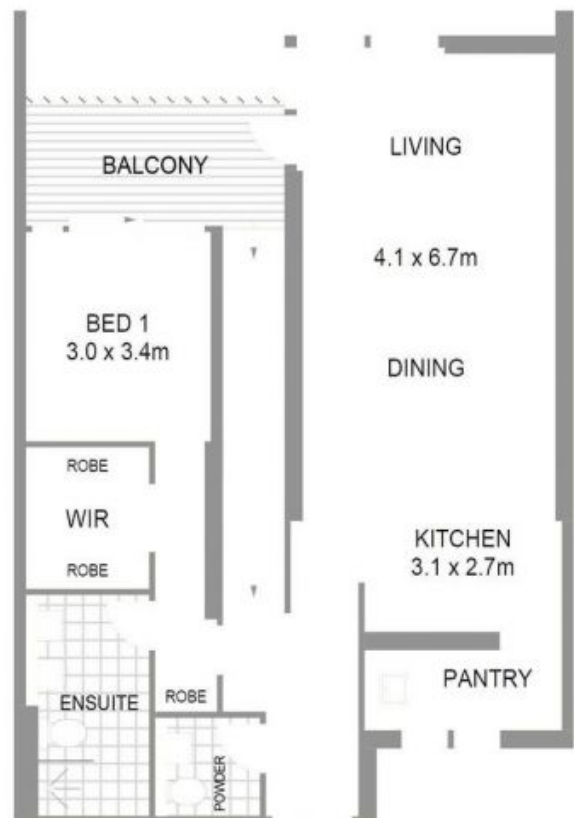 LIVING
BALCONY
4.1 x 6.7m
BED 1
3.0 x 3.4m
DINING
ROBE
WIR
KITCHEN
3.1 x 2.7m
ROBE
PANTRY
ENSUITE
ROBE
POWDER